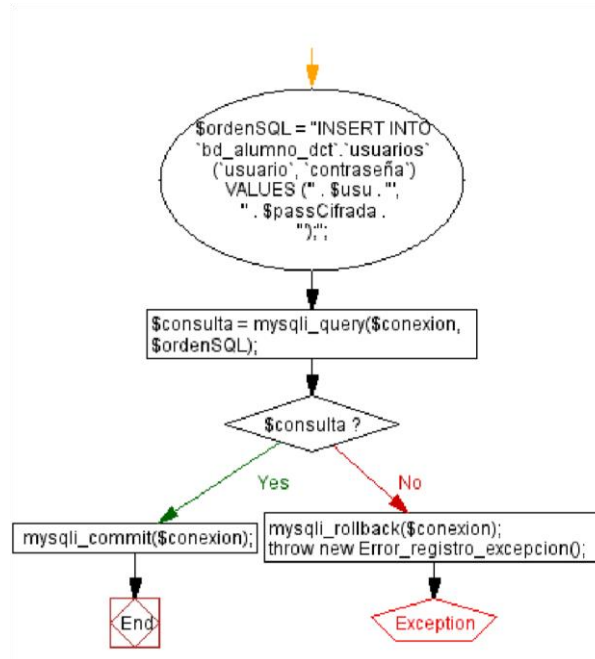 $ordenSQL = "INSERT INTO
`bd_alumno_dct`.`usuarios`
(`usuario`, `contraseña`)
VALUES ('" . $usu . "',
'" . $passCifrada .
"');";
$consulta = mysqli_query($conexion,
$ordenSQL);
$consulta ?
Yes
No
mysqli_commit($conexion);
mysqli_rollback($conexion);
throw new Error_registro_excepcion();
End
Exception